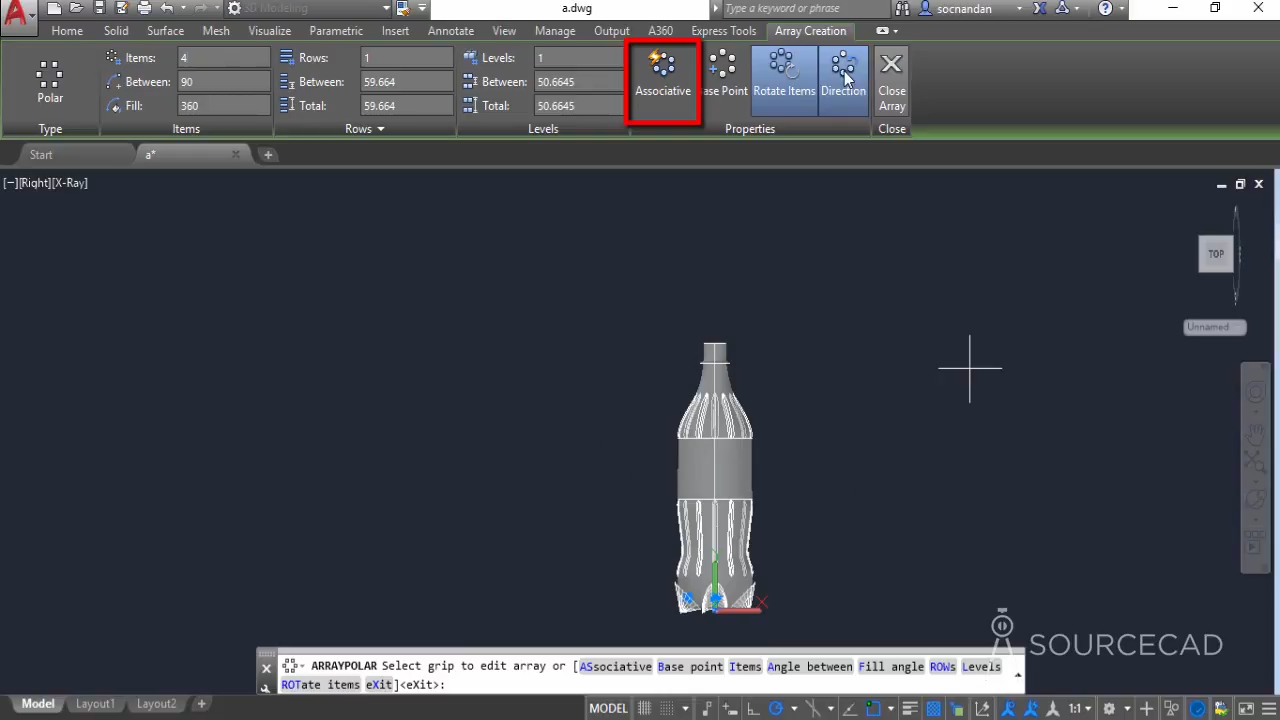 A
3D Modeling
a.dwg
Type a keyword or phrase
socnandan
?
Home Solid Surface Mesh Visualize Parametric Insert Annotate View Manage Output A360 Express Tools Array Creation
Polar
Items: 4
Between: 90
Fill: 360
Rows: 1
Between: 59.664
Total: 59.664
Levels: 1
Between: 50.6645
Total: 50.6645
Associative
ase Point
Rotate Items
Direction
Close
Array
Type Items Rows Levels Properties Close
Start a*
[−][Right][X-Ray]
TOP
Unnamed
SOURCECAD
ARRAYPOLAR Select grip to edit array or [ASsociative Base point Items Angle between Fill angle ROWs Levels
ROTate items eXit]<eXit>:
Model Layout1 Layout2 +
MODEL 1:1